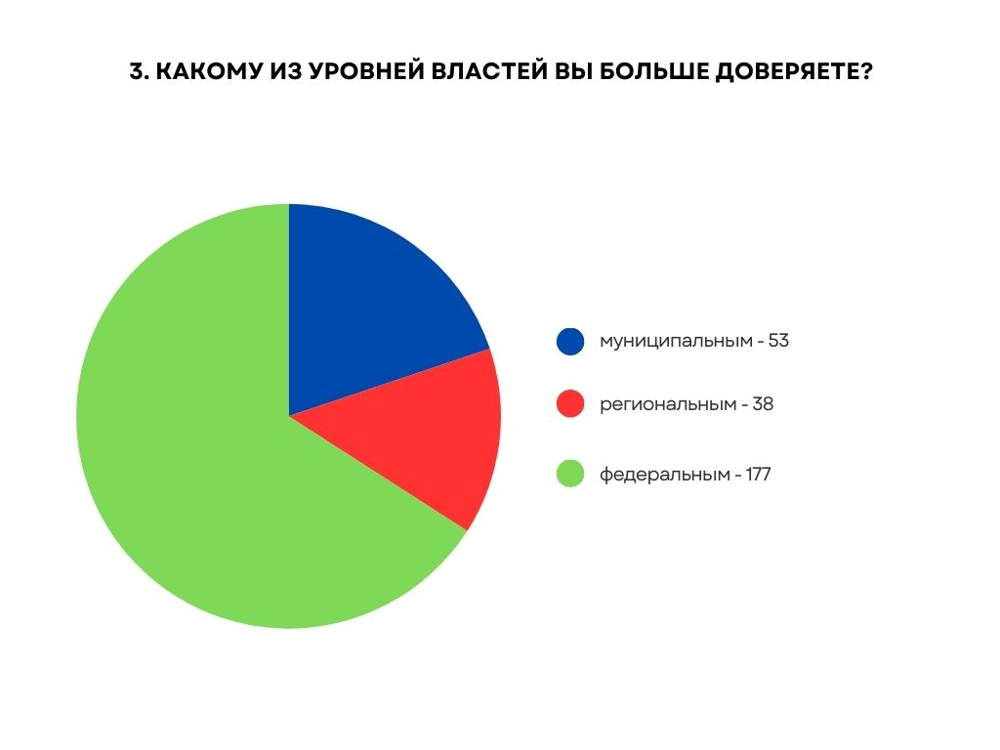 3. КАКОМУ ИЗ УРОВНЕЙ ВЛАСТЕЙ ВЫ БОЛЬШЕ ДОВЕРЯЕТЕ?
муниципальным - 53
региональным - 38
федеральным - 177